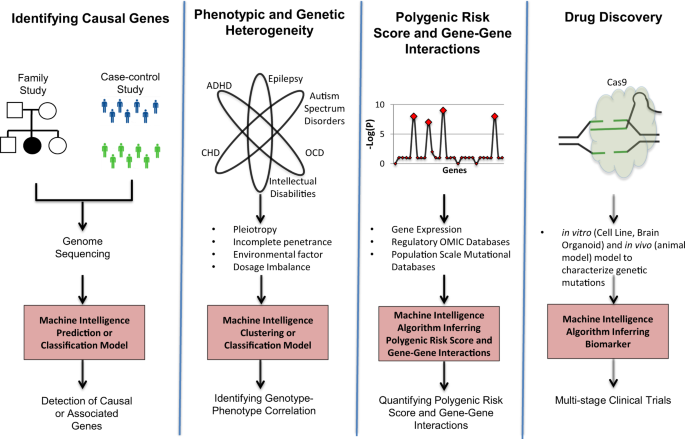 Identifying Causal Genes
Family
Study
Case-control
Study
Genome
Sequencing
Machine Intelligence
Prediction or
Classification Model
Detection of Causal
or Associated
Genes
Phenotypic and Genetic
Heterogeneity
ADHD
Epilepsy
Autism
Spectrum
Disorders
CHD
OCD
Intellectual
Disabilities
• Pleiotropy
• Incomplete penetrance
• Environmental factor
• Dosage Imbalance
Machine Intelligence
Clustering or
Classification Model
Identifying Genotype-
Phenotype Correlation
Polygenic Risk
Score and Gene-Gene
Interactions
-Log(P)
10
5
0
Genes
• Gene Expression
• Regulatory OMIC Databases
• Population Scale Mutational
Databases
Machine Intelligence
Algorithm Inferring
Polygenic Risk Score and
Gene-Gene Interactions
Quantifying Polygenic Risk
Score and Gene-Gene
Interactions
Drug Discovery
Cas9
• in vitro (Cell Line, Brain
Organoid) and in vivo (animal
model) model to
characterize genetic
mutations
Machine Intelligence
Algorithm Inferring
Biomarker
Multi-stage Clinical Trials